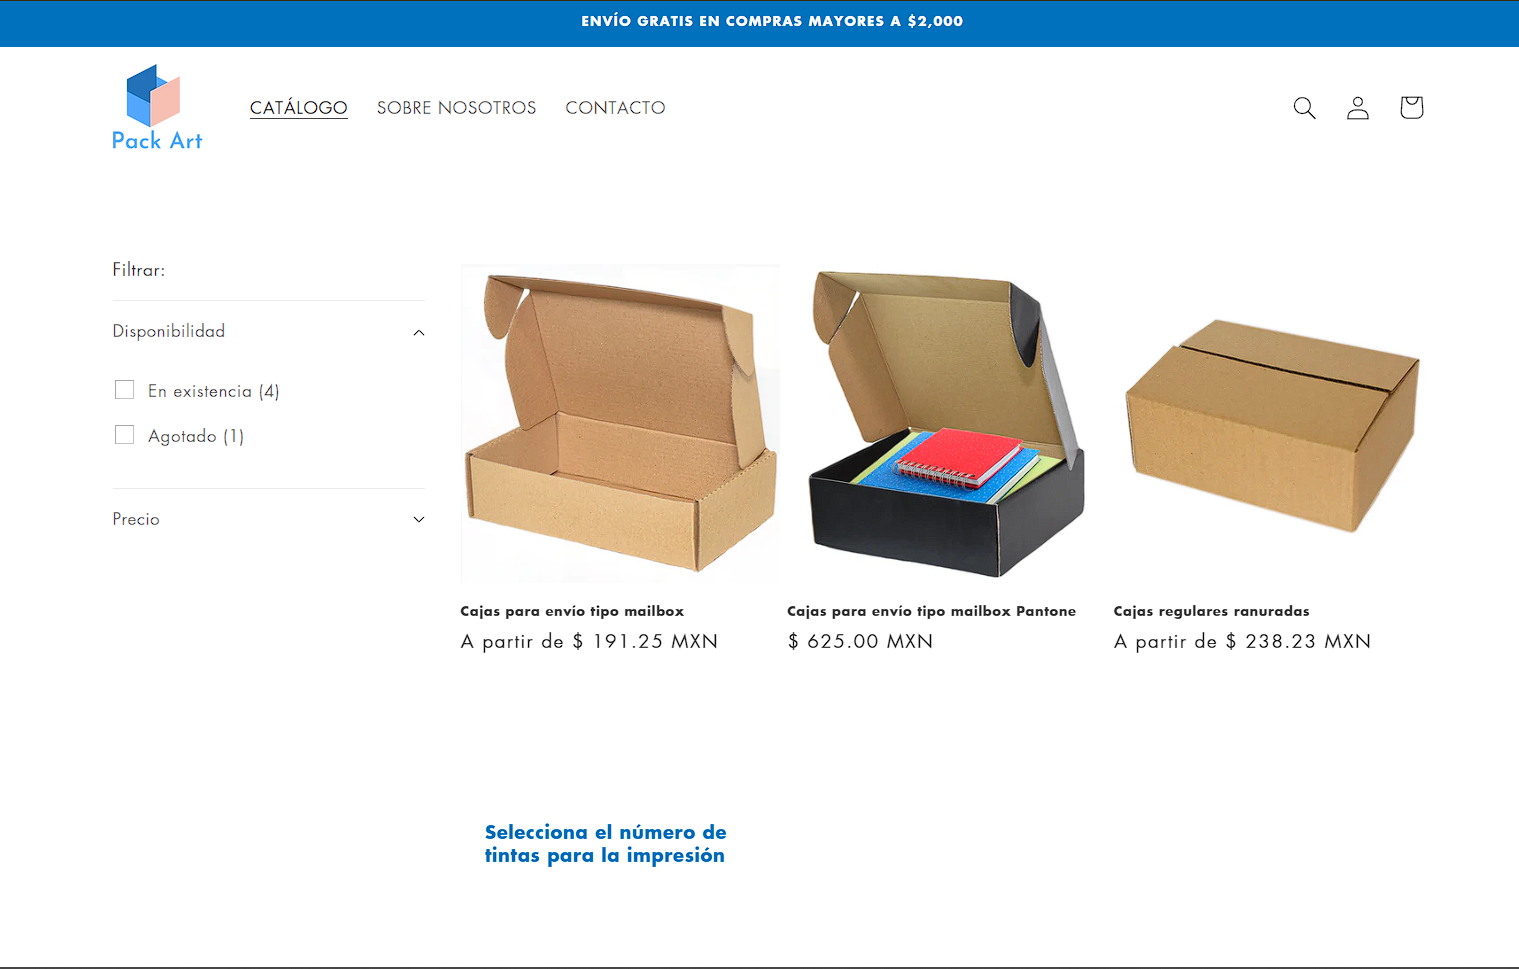 ENVÍO GRATIS EN COMPRAS MAYORES A $2,000
Pack Art
CATÁLOGO
SOBRE NOSOTROS
CONTACTO
Filtrar:
Disponibilidad
En existencia (4)
Agotado (1)
Precio
Cajas para envío tipo mailbox
A partir de $ 191.25 MXN
Cajas para envío tipo mailbox Pantone
$ 625.00 MXN
Cajas regulares ranuradas
A partir de $ 238.23 MXN
Selecciona el número de
tintas para la impresión